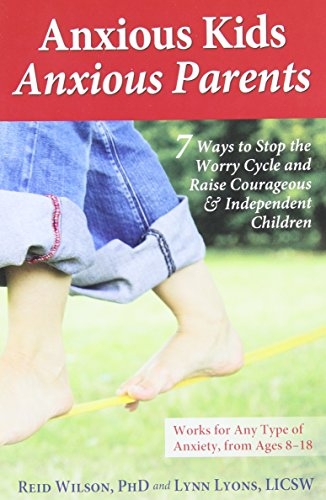 Anxious Kids
Anxious Parents
7 Ways to Stop the
Worry Cycle and
Raise Courageous
& Independent
Children
Works for Any Type of
Anxiety, from Ages 8–18
Reid Wilson, PhD and Lynn Lyons, LICSW